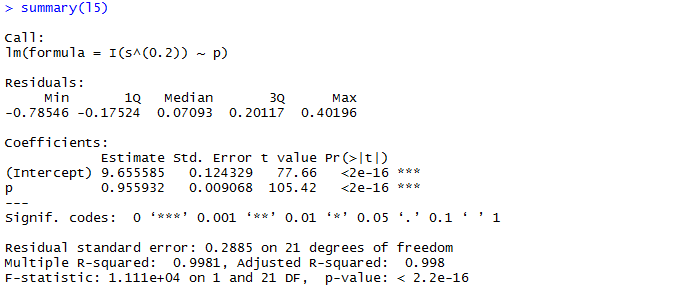 > summary(l5)
Call:
lm(formula = I(s^(0.2)) ~ p)
Residuals:
     Min       1Q   Median       3Q      Max
-0.78546 -0.17524  0.07093  0.20117  0.40196
Coefficients:
            Estimate Std. Error t value Pr(>|t|)
(Intercept) 9.655585   0.124329   77.66   <2e-16 ***
p           0.955932   0.009068  105.42   <2e-16 ***
---
Signif. codes:  0 ‘***’ 0.001 ‘**’ 0.01 ‘*’ 0.05 ‘.’ 0.1 ‘ ’ 1
Residual standard error: 0.2885 on 21 degrees of freedom
Multiple R-squared:  0.9981, Adjusted R-squared:  0.998
F-statistic: 1.111e+04 on 1 and 21 DF,  p-value: < 2.2e-16